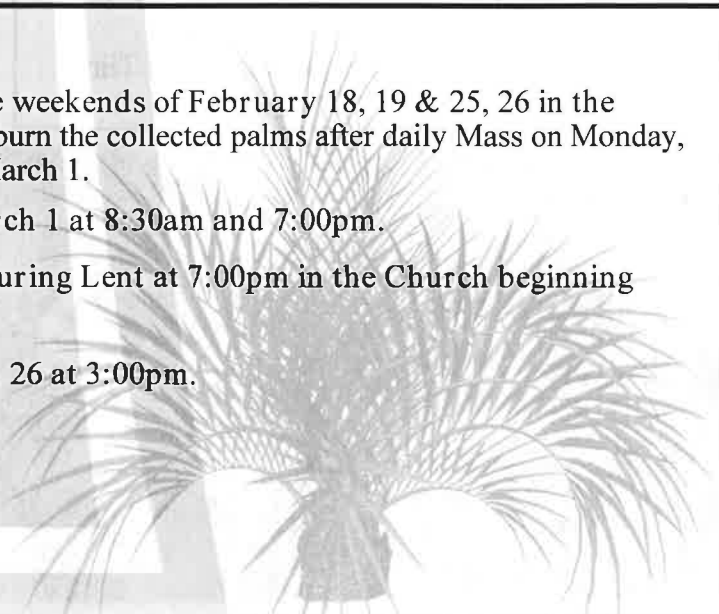 weekends of February 18, 19 & 25, 26 in the
burn the collected palms after daily Mass on Monday,
March 1.
ch 1 at 8:30am and 7:00pm.
uring Lent at 7:00pm in the Church beginning
26 at 3:00pm.